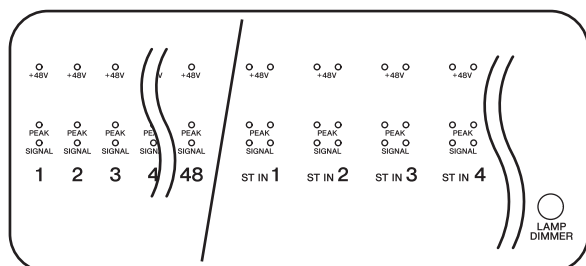 +48V +48V +48V V +48V +48V +48V +48V +48V
PEAK PEAK PEAK PEA PEAK PEAK PEAK PEAK PEAK
SIGNAL SIGNAL SIGNAL SIGNA SIGNAL SIGNAL SIGNAL SIGNAL SIGNAL
1 2 3 4 48 ST IN 1 ST IN 2 ST IN 3 ST IN 4
LAMP
DIMMER